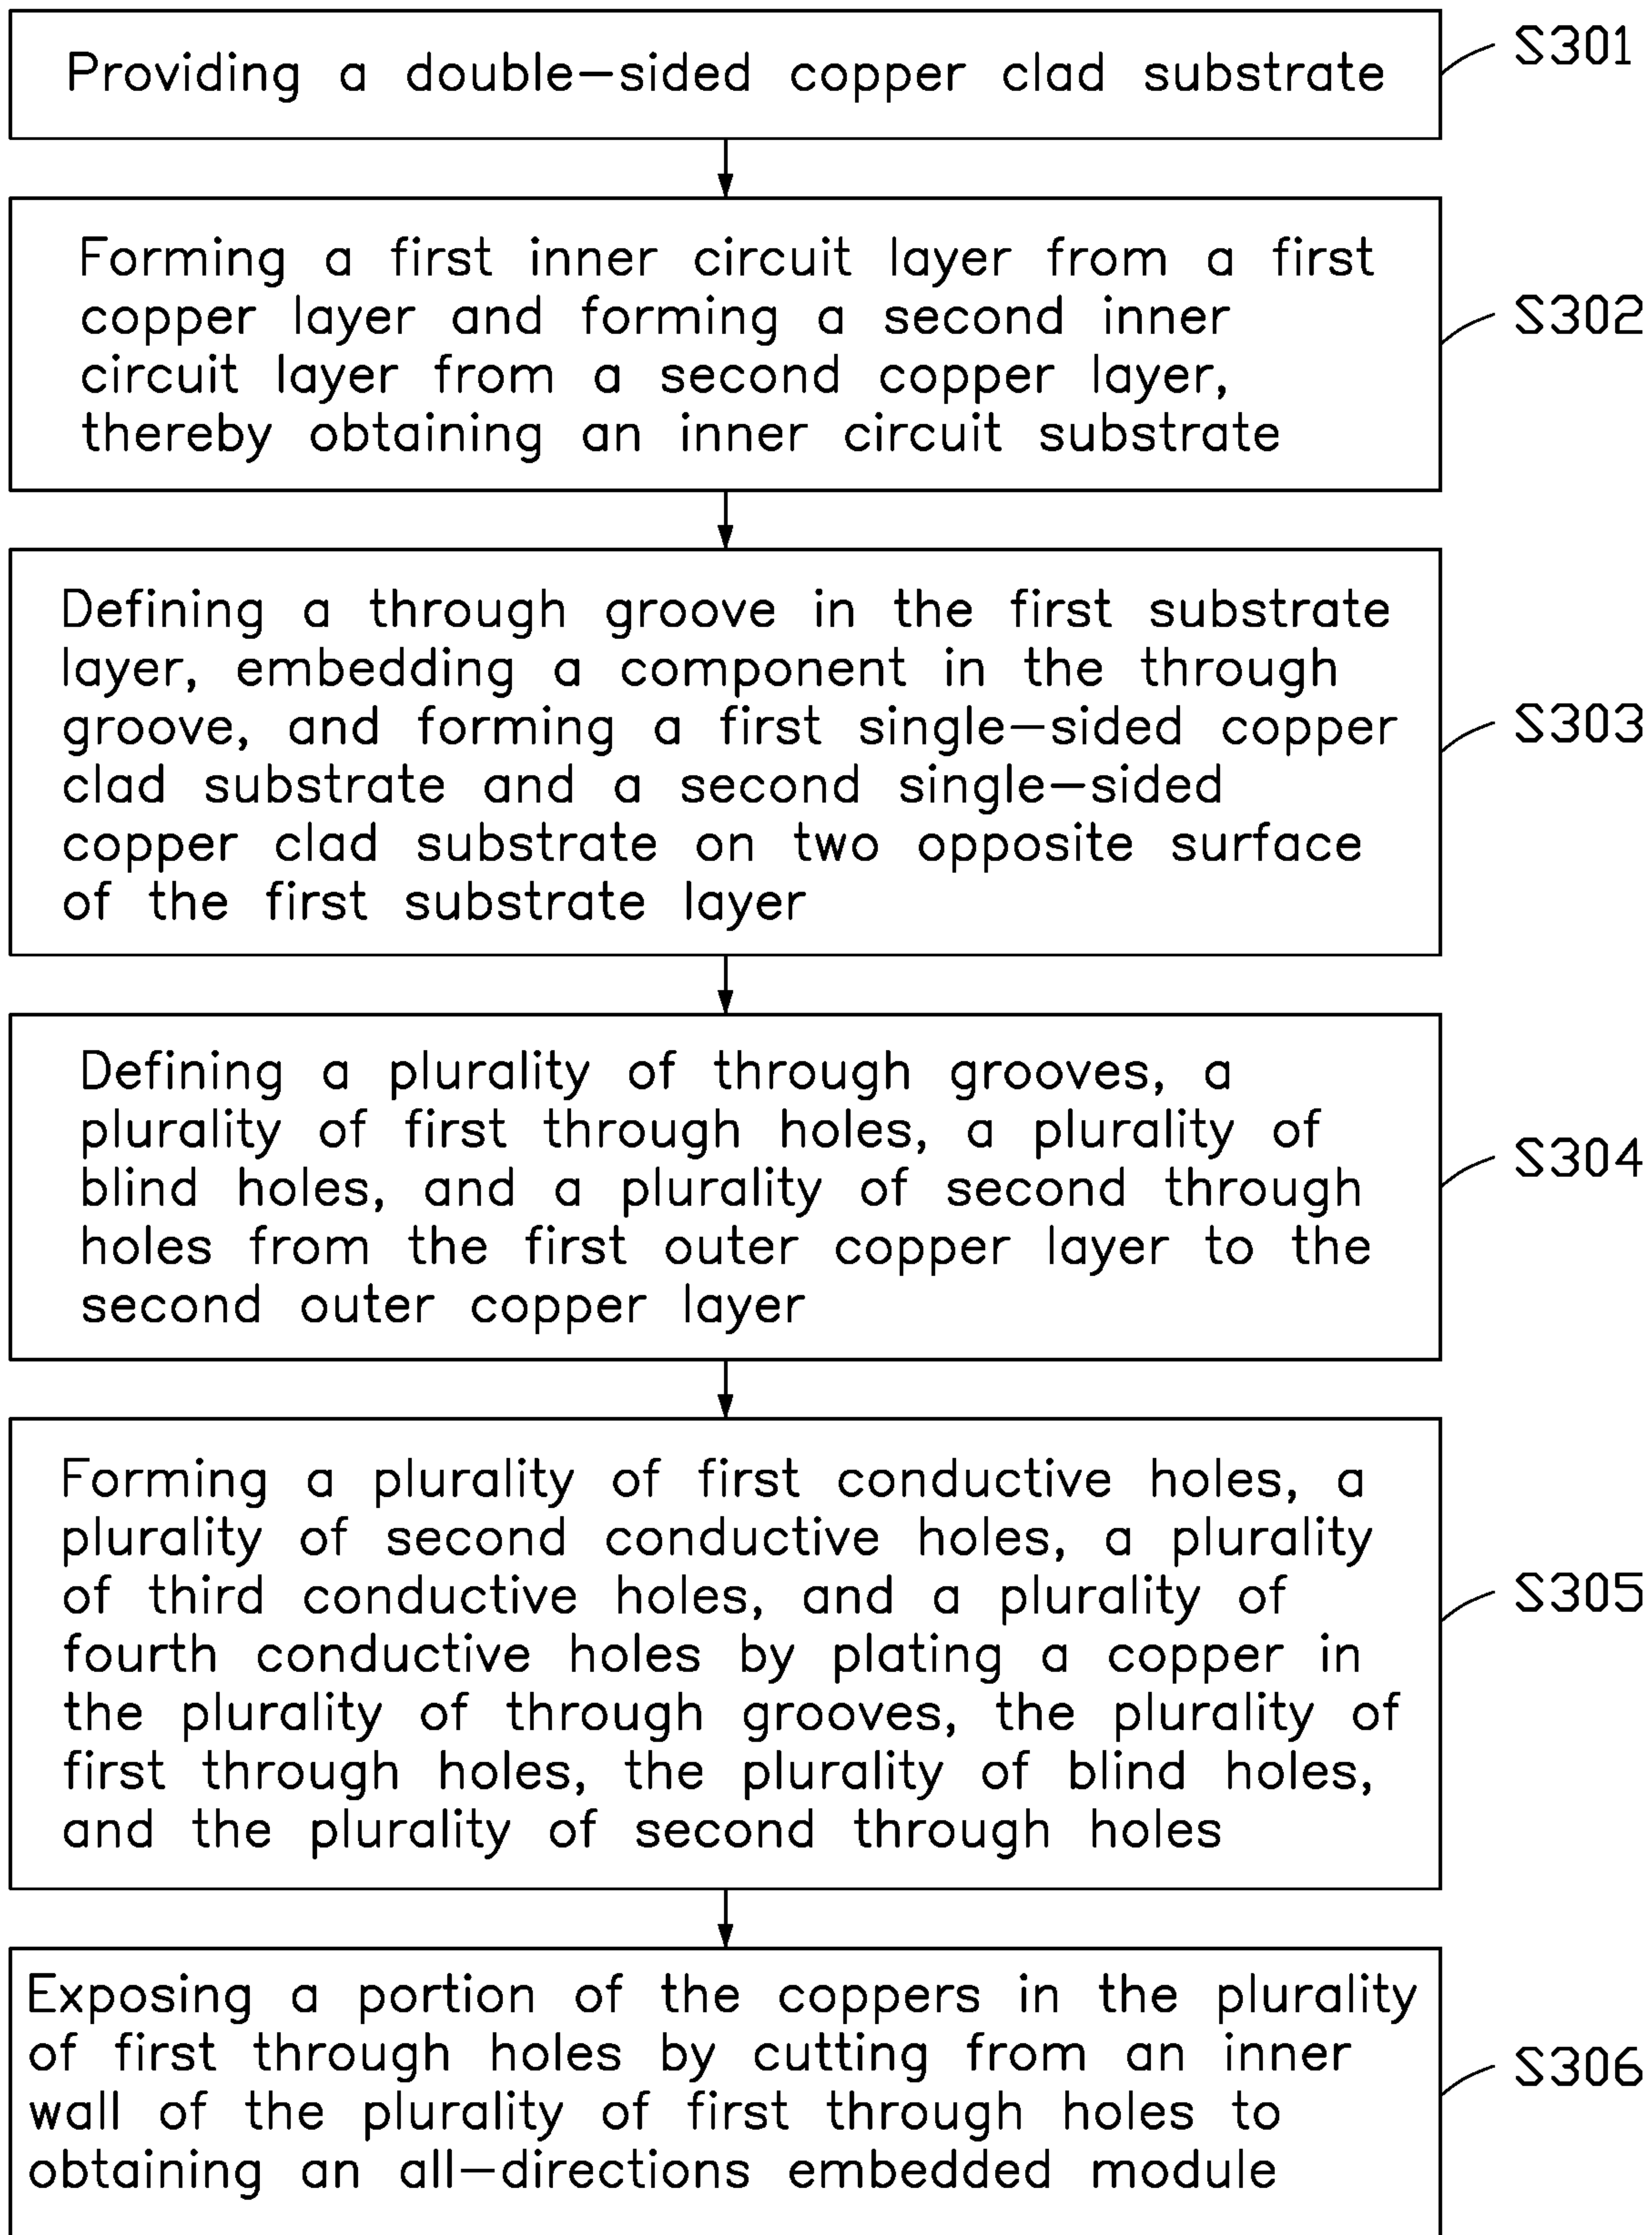 Providing a double-sided copper clad substrate
S301
Forming a first inner circuit layer from a first
copper layer and forming a second inner
circuit layer from a second copper layer,
thereby obtaining an inner circuit substrate
S302
Defining a through groove in the first substrate
layer, embedding a component in the through
groove, and forming a first single-sided copper
clad substrate and a second single-sided
copper clad substrate on two opposite surface
of the first substrate layer
S303
Defining a plurality of through grooves, a
plurality of first through holes, a plurality of
blind holes, and a plurality of second through
holes from the first outer copper layer to the
second outer copper layer
S304
Forming a plurality of first conductive holes, a
plurality of second conductive holes, a plurality
of third conductive holes, and a plurality of
fourth conductive holes by plating a copper in
the plurality of through grooves, the plurality of
first through holes, the plurality of blind holes,
and the plurality of second through holes
S305
Exposing a portion of the coppers in the plurality
of first through holes by cutting from an inner
wall of the plurality of first through holes to
obtaining an all-directions embedded module
S306